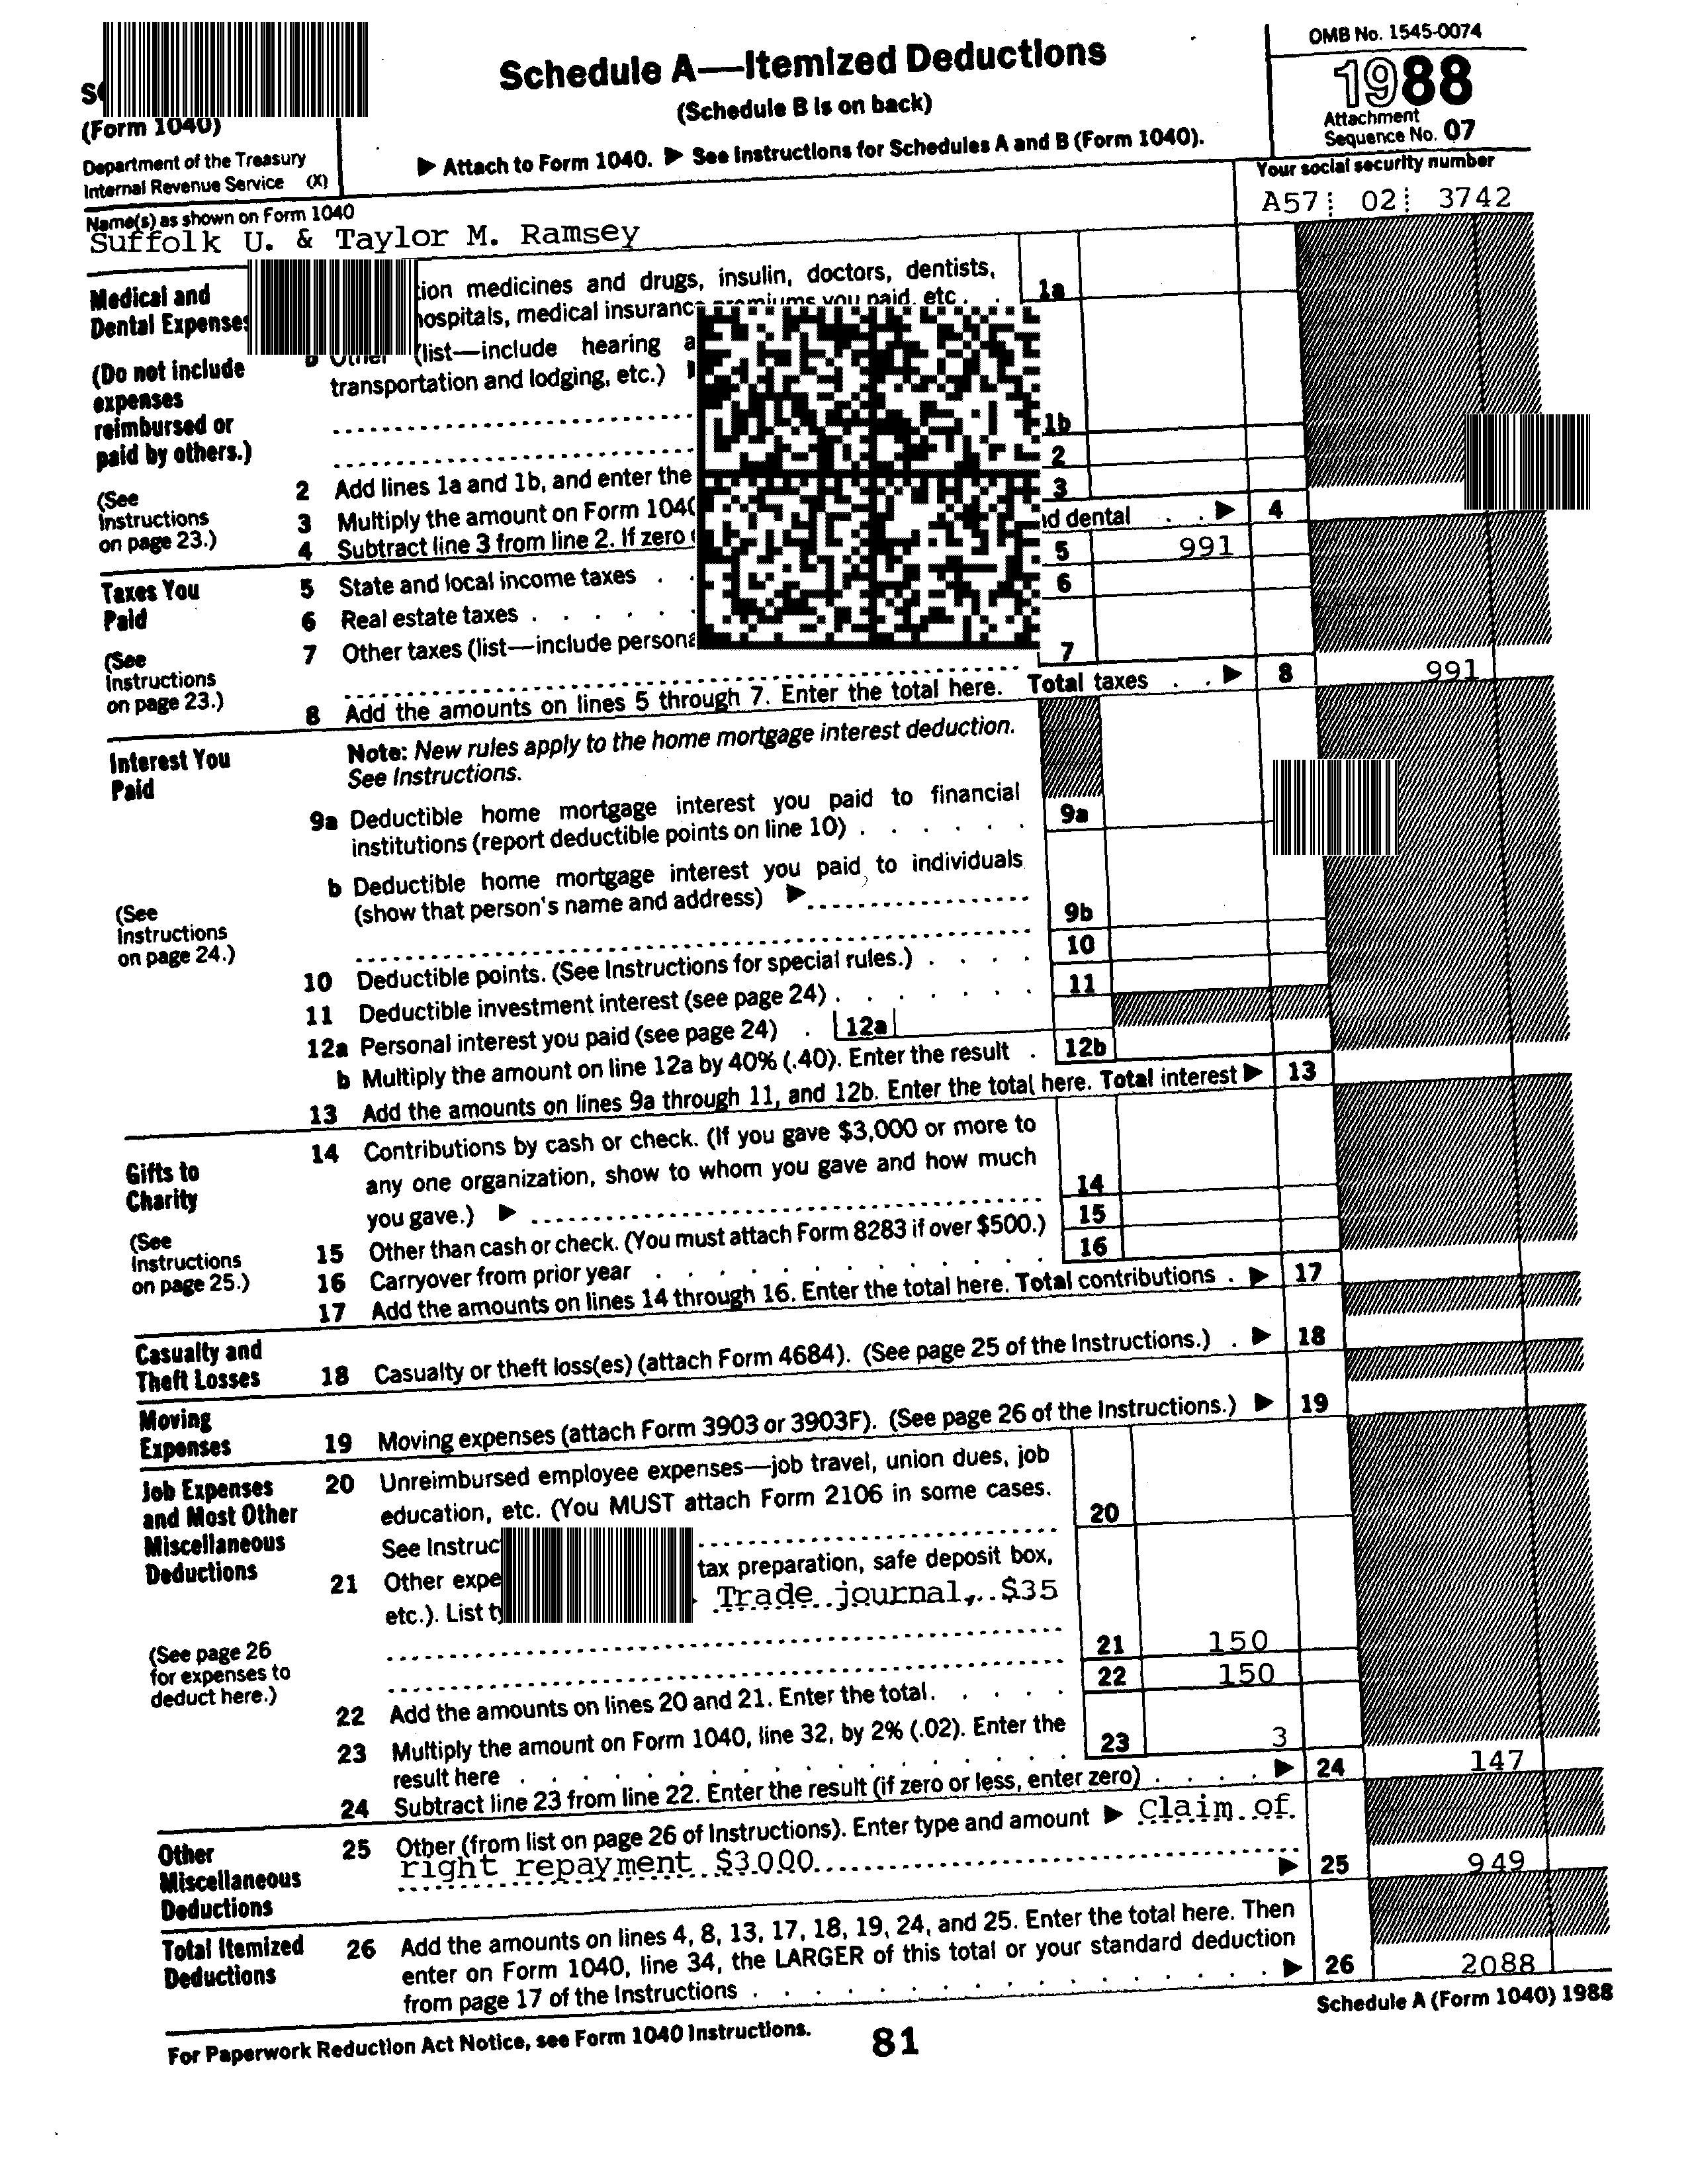 Schedule A—Itemized Deductions
(Schedule B is on back)
▶ Attach to Form 1040. ▶ See Instructions for Schedules A and B (Form 1040).
(Form 1040)
Department of the Treasury
Internal Revenue Service (X)
OMB No. 1545-0074
1988
Attachment
Sequence No. 07
Name(s) as shown on Form 1040
Suffolk U. & Taylor M. Ramsey
Your social security number
A57 02 3742
Medical and
Dental Expenses
(Do not include
expenses
reimbursed or
paid by others.)
(See
Instructions
on page 23.)
medicines and drugs, insulin, doctors, dentists, 1a
hospitals, medical insurance premiums you paid, etc. .
b Other (list—include hearing
transportation and lodging, etc.) 1b
2 Add lines 1a and 1b, and enter the 2
3 Multiply the amount on Form 1040 3
4 Subtract line 3 from line 2. If zero dental . . ▶ 4
Taxes You
Paid
(See
Instructions
on page 23.)
5 State and local income taxes . . 5 991
6 Real estate taxes . . . . . . 6
7 Other taxes (list—include 7
8 Add the amounts on lines 5 through 7. Enter the total here. Total taxes . . ▶ 8 991
Interest You
Paid
(See
Instructions
on page 24.)
Note: New rules apply to the home mortgage interest deduction.
See Instructions.
9a Deductible home mortgage interest you paid to financial
institutions (report deductible points on line 10) . . . . . . 9a
b Deductible home mortgage interest you paid to individuals
(show that person's name and address) ▶ 9b
10 Deductible points. (See Instructions for special rules.) . . . . 10
11 Deductible investment interest (see page 24) . . . . . . . 11
12a Personal interest you paid (see page 24) . 12a
b Multiply the amount on line 12a by 40% (.40). Enter the result . 12b
13 Add the amounts on lines 9a through 11, and 12b. Enter the total here. Total interest ▶ 13
Gifts to
Charity
(See
Instructions
on page 25.)
14 Contributions by cash or check. (If you gave $3,000 or more to
any one organization, show to whom you gave and how much
you gave.) ▶ 14
15 Other than cash or check. (You must attach Form 8283 if over $500.) 15
16 Carryover from prior year . . . . . . . . . . . . 16
17 Add the amounts on lines 14 through 16. Enter the total here. Total contributions . ▶ 17
Casualty and
Theft Losses
18 Casualty or theft loss(es) (attach Form 4684). (See page 25 of the Instructions.) . ▶ 18
Moving
Expenses
19 Moving expenses (attach Form 3903 or 3903F). (See page 26 of the Instructions.) ▶ 19
Job Expenses
and Most Other
Miscellaneous
Deductions
(See page 26
for expenses to
deduct here.)
20 Unreimbursed employee expenses—job travel, union dues, job
education, etc. (You MUST attach Form 2106 in some cases. 20
See
21 Other tax preparation, safe deposit box,
etc.). List Trade journal, $35
21 150
22 150
22 Add the amounts on lines 20 and 21. Enter the total. . . . .
23 Multiply the amount on Form 1040, line 32, by 2% (.02). Enter the
result here . . . . . . . . . . . . . . . 23 3
24 Subtract line 23 from line 22. Enter the result (if zero or less, enter zero) . . . . ▶ 24 147
Other
Miscellaneous
Deductions
25 Other (from list on page 26 of Instructions). Enter type and amount ▶ Claim of
right repayment $3000 ▶ 25 949
Total Itemized
Deductions
26 Add the amounts on lines 4, 8, 13, 17, 18, 19, 24, and 25. Enter the total here. Then
enter on Form 1040, line 34, the LARGER of this total or your standard deduction
from page 17 of the Instructions . . . . . . . . . . . . . ▶ 26 2088
For Paperwork Reduction Act Notice, see Form 1040 Instructions.
81
Schedule A (Form 1040) 1988